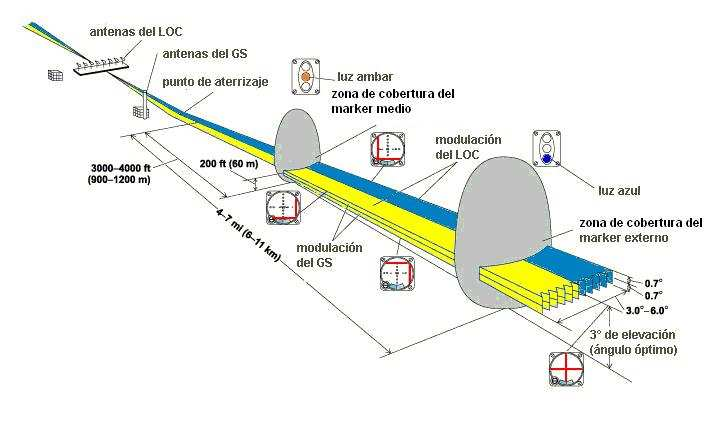 antenas del LOC
antenas del GS
punto de aterrizaje
luz ambar
zona de cobertura del
marker medio
modulación
del LOC
3000–4000 ft
(900–1200 m)
200 ft (60 m)
luz azul
4–7 mi (6–11 km)
modulación
del GS
zona de cobertura del
marker externo
0.7°
0.7°
3.0°–6.0°
3° de elevación
(ángulo óptimo)